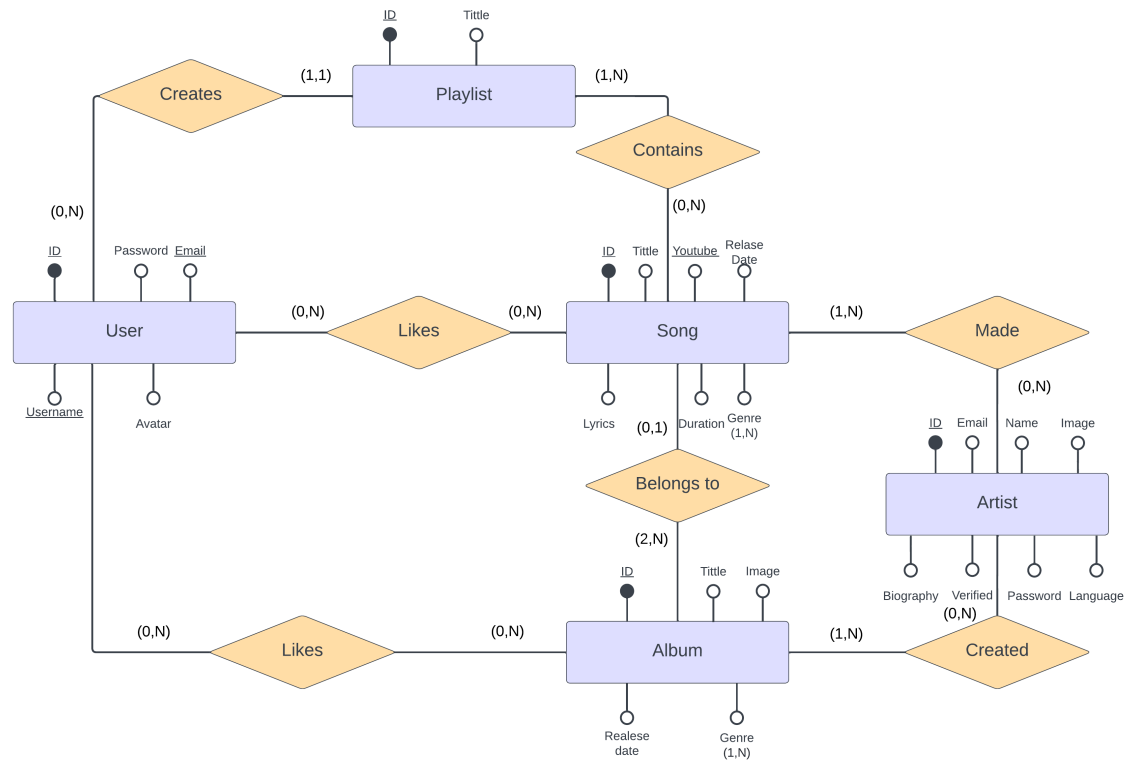 ID
Tittle
(1,1)
(1,N)
Creates
Playlist
Contains
(0,N)
(0,N)
ID
Password
Email
ID
Tittle
Youtube
Relase
Date
(0,N)
(0,N)
(1,N)
User
Likes
Song
Made
(0,N)
Username
Avatar
Lyrics
(0,1)
Duration
Genre
(1,N)
ID
Email
Name
Image
Belongs to
Artist
(2,N)
ID
Tittle
Image
Biography
Verified
Password
Language
(0,N)
(0,N)
(0,N)
(1,N)
Likes
Album
Created
Realese
date
Genre
(1,N)